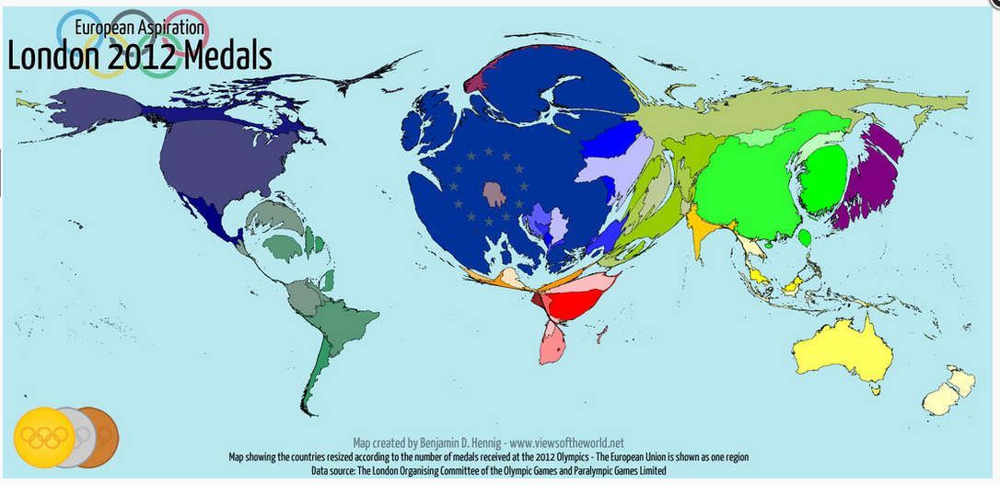 European Aspiration
London 2012 Medals
Map created by Benjamin D. Hennig - www.viewsoftheworld.net
Map showing the countries resized according to the number of medals received at the 2012 Olympics - The European Union is shown as one region
Data source: The London Organising Committee of the Olympic Games and Paralympic Games Limited